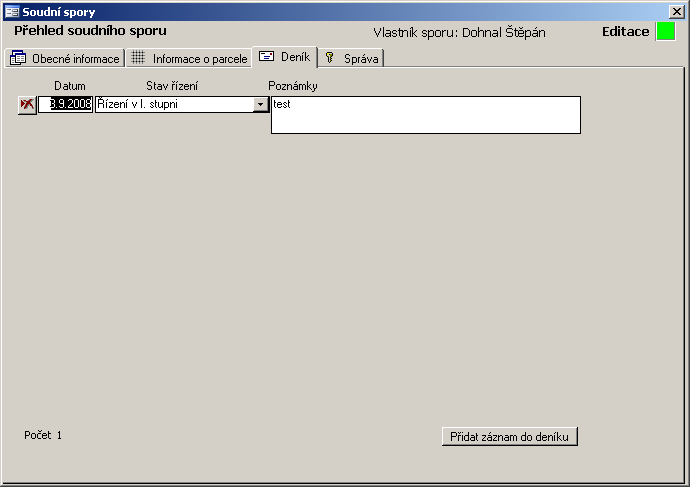 Soudní spory
Přehled soudního sporu
Vlastník sporu: Dohnal Štěpán
Editace
Obecné informace
Informace o parcele
Deník
Správa
Datum
Stav řízení
Poznámky
3.9.2008
Řízení v I. stupni
test
Počet 1
Přidat záznam do deníku